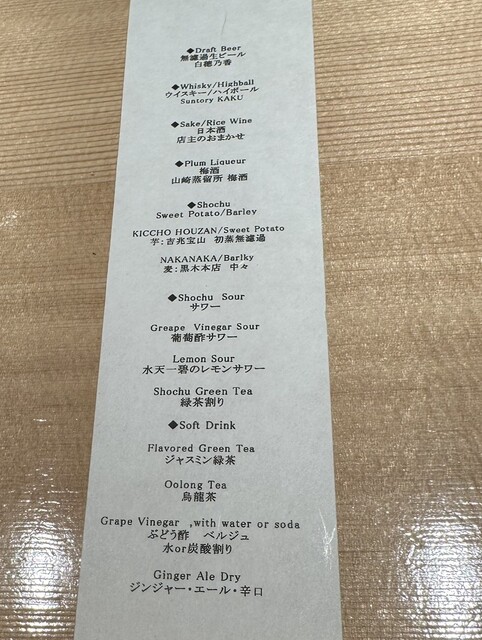 ◆Draft Beer
無濾過生ビール
白穂乃香
◆Whisky/Highball
ウイスキー/ハイボール
Suntory KAKU
◆Sake/Rice Wine
日本酒
店主のおまかせ
◆Plum Liqueur
梅酒
山崎蒸留所 梅酒
◆Shochu
Sweet Potato/Barley
KICCHO HOUZAN/Sweet Potato
芋:吉兆宝山 初蒸無濾過
NAKANAKA/Barlky
麦:黒木本店 中々
◆Shochu Sour
サワー
Greape Vinegar Sour
葡萄酢サワー
Lemon Sour
水天一碧のレモンサワー
Shochu Green Tea
緑茶割り
◆Soft Drink
Flavored Green Tea
ジャスミン緑茶
Oolong Tea
烏龍茶
Grape Vinegar ,with water or soda
ぶどう酢 ベルジュ
水or炭酸割り
Ginger Ale Dry
ジンジャー・エール・辛口